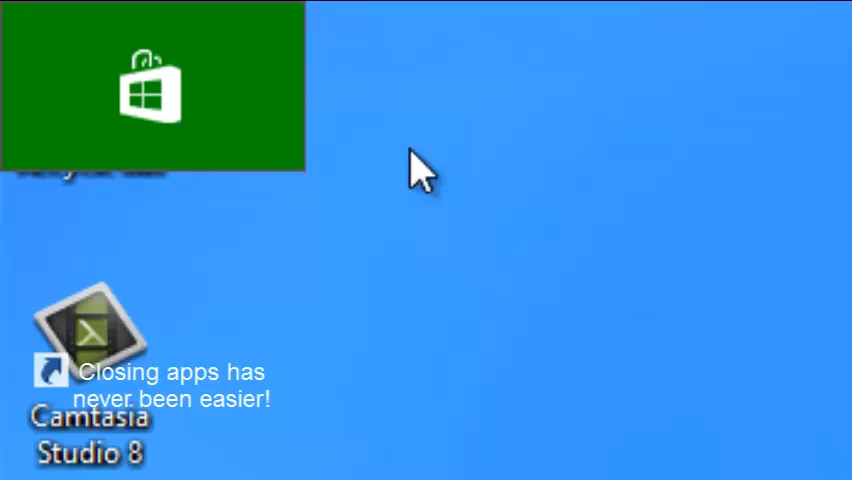 Closing apps has
never been easier!
Camtasia
Studio 8